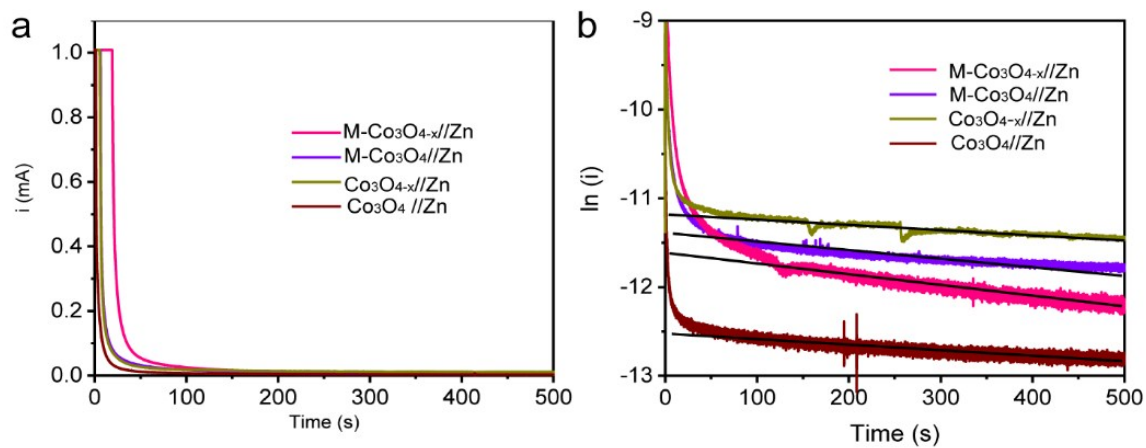 a
i (mA)
1.0
0.8
0.6
0.4
0.2
0.0
M-Co₃O₄₋ₓ//Zn
M-Co₃O₄//Zn
Co₃O₄₋ₓ//Zn
Co₃O₄ //Zn
0 100 200 300 400 500
Time (s)
b
ln (i)
-9
-10
-11
-12
-13
M-Co₃O₄₋ₓ//Zn
M-Co₃O₄//Zn
Co₃O₄₋ₓ//Zn
Co₃O₄//Zn
0 100 200 300 400 500
Time (s)